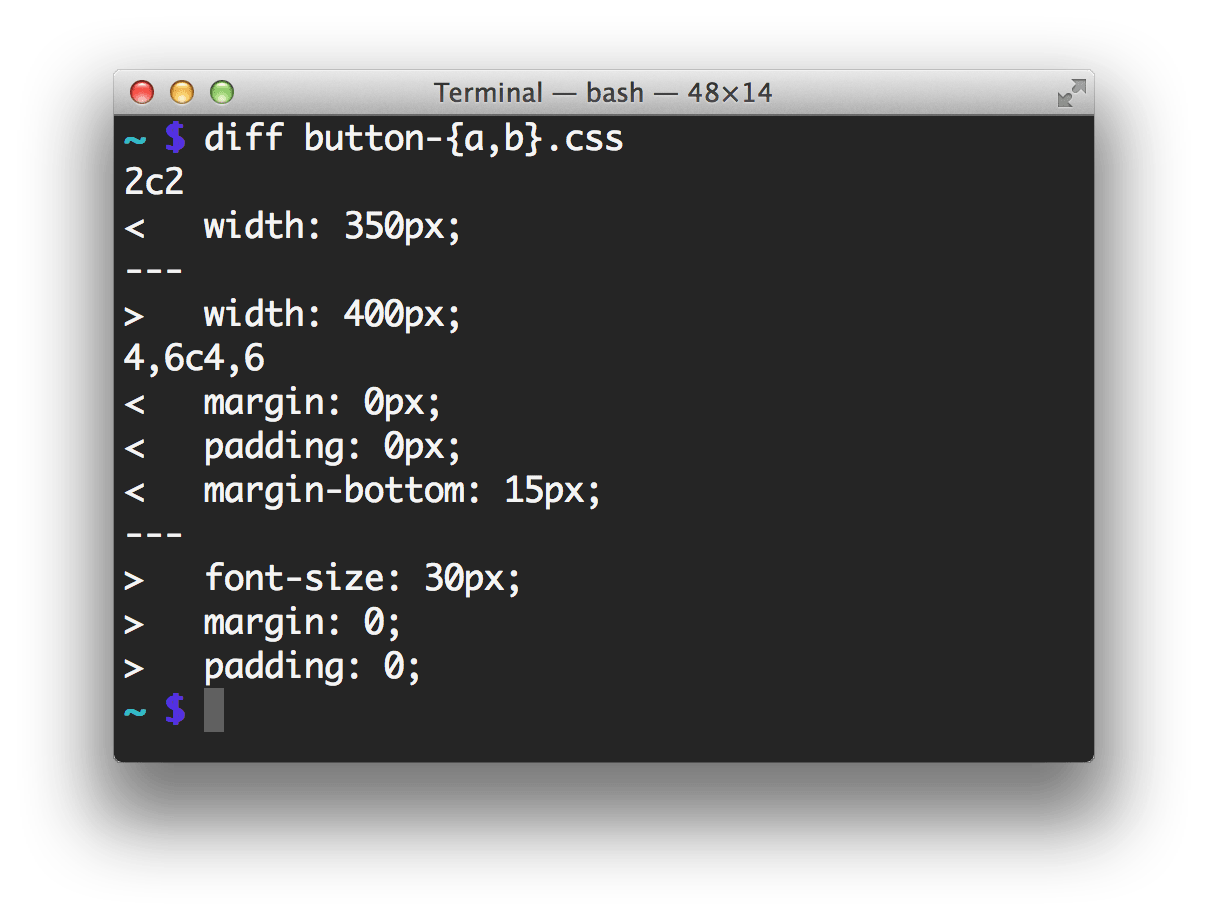 Terminal — bash — 48×14
~ $ diff button-{a,b}.css
2c2
<   width: 350px;
---
>   width: 400px;
4,6c4,6
<   margin: 0px;
<   padding: 0px;
<   margin-bottom: 15px;
---
>   font-size: 30px;
>   margin: 0;
>   padding: 0;
~ $